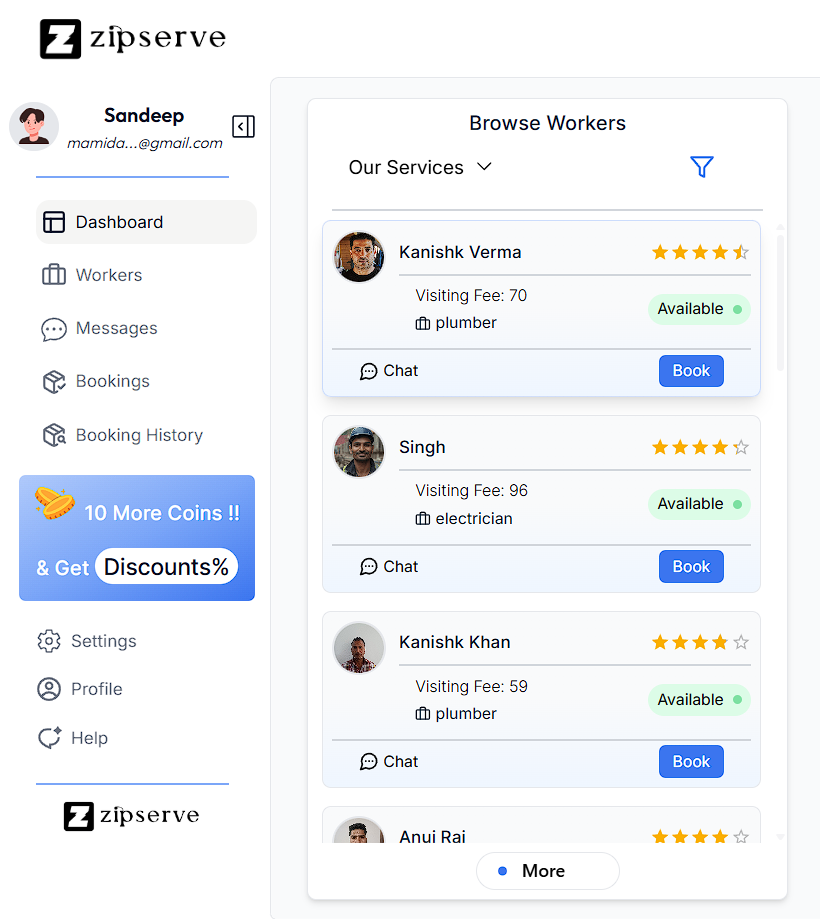 zipserve
Sandeep
mamida...@gmail.com
Dashboard
Workers
Messages
Bookings
Booking History
10 More Coins !!
& Get Discounts%
Settings
Profile
Help
zipserve
Browse Workers
Our Services
Kanishk Verma
Visiting Fee: 70
Available
plumber
Chat
Book
Singh
Visiting Fee: 96
Available
electrician
Chat
Book
Kanishk Khan
Visiting Fee: 59
Available
plumber
Chat
Book
Anuj Raj
More